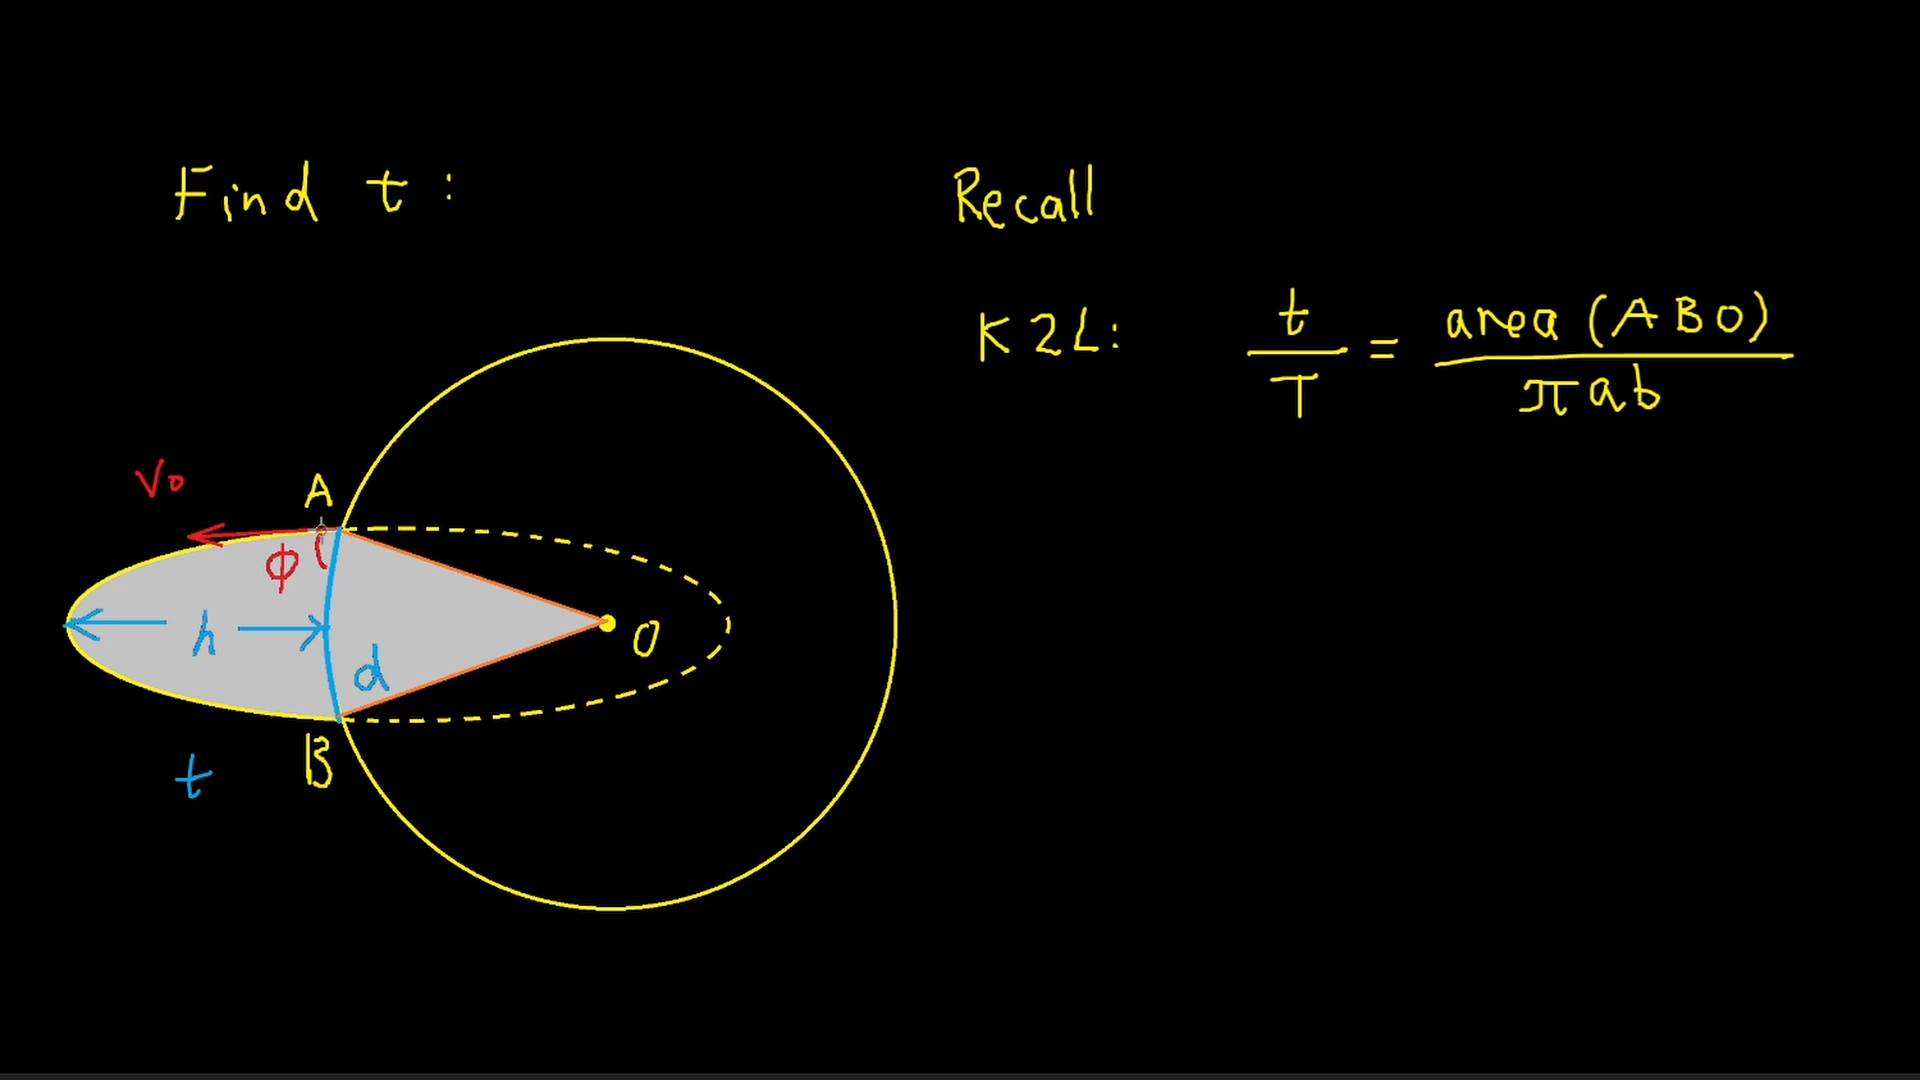 Find t :
Recall
K2L: t/T = area (ABO)/πab
V0
A
ϕ
h
O
d
B
t